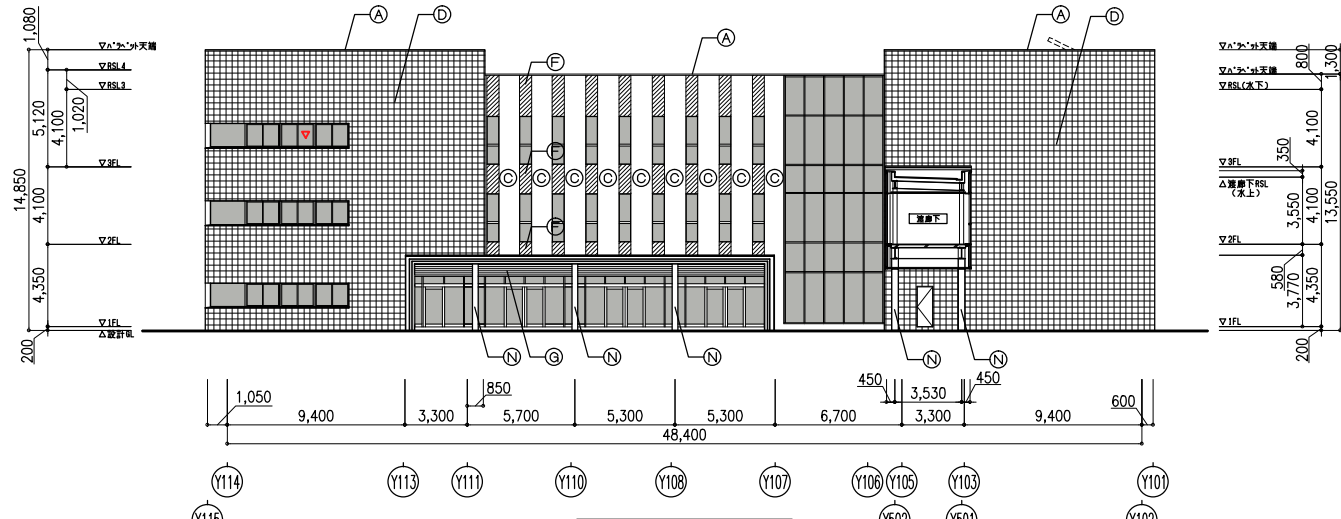 A
D
A
A
D
F
1,080
▽パラペット天端
▽RSL4
▽RSL3
5,120
4,100
1,020
14,850
▽3FL
4,100
▽2FL
4,350
▽1FL
△設計GL
200
▽
F
C C C C C C C C C
F
渡廊下
▽パラペット天端
▽パラペット天端
800
1,300
▽RSL(水下)
4,100
350
▽3FL
△渡廊下RSL
(水上)
3,550
4,100
13,550
▽2FL
580
3,770
4,350
▽1FL
200
N G N N N N
1,050
850
450
3,530
450
600
9,400 3,300 5,700 5,300 5,300 6,700 3,300 9,400
48,400
Y114 Y113 Y111 Y110 Y108 Y107 Y106 Y105 Y103 Y101
Y115 Y502 Y501 Y102